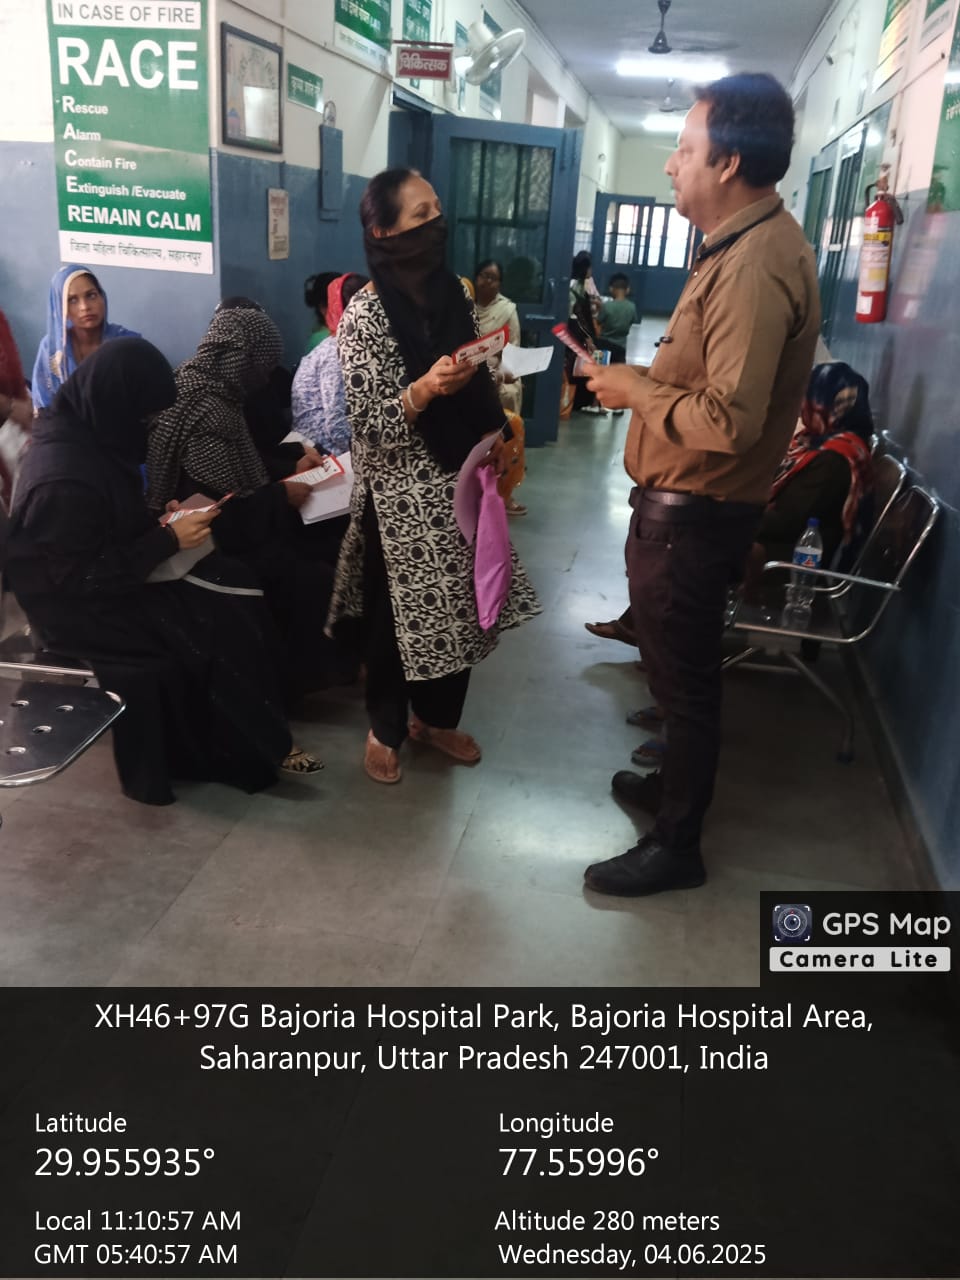 IN CASE OF FIRE
RACE
Rescue
Alarm
Contain Fire
Extinguish /Evacuate
REMAIN CALM
जिला महिला चिकित्सालय, सहारनपुर
चिकित्सक
GPS Map
Camera Lite
XH46+97G Bajoria Hospital Park, Bajoria Hospital Area,
Saharanpur, Uttar Pradesh 247001, India
Latitude
29.955935°
Longitude
77.55996°
Local 11:10:57 AM
GMT 05:40:57 AM
Altitude 280 meters
Wednesday, 04.06.2025